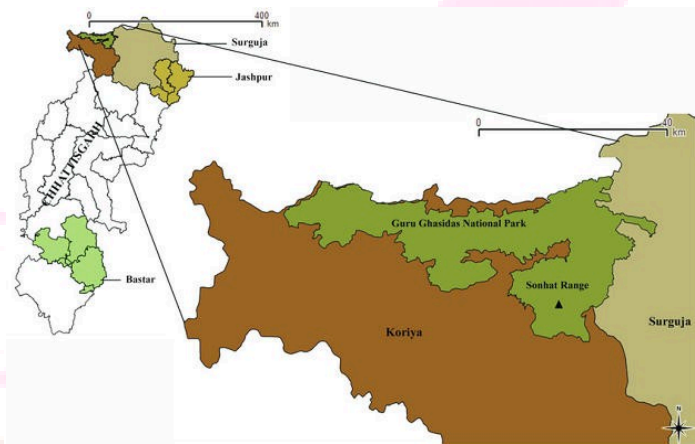 0
400
km
Surguja
Jashpur
CHHATTISGARH
Bastar
0
40
km
Guru Ghasidas National Park
Sonhat Range
Koriya
Surguja
N